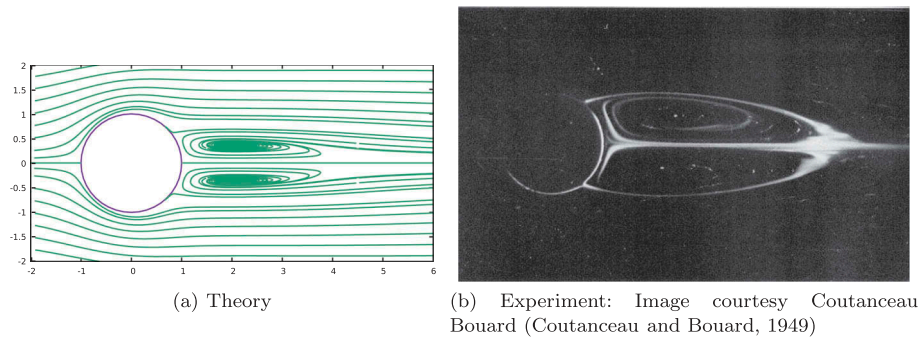 2
1.5
1
0.5
0
-0.5
-1
-1.5
-2
-2 -1 0 1 2 3 4 5 6
(a) Theory
(b) Experiment: Image courtesy Coutanceau
Bouard (Coutanceau and Bouard, 1949)